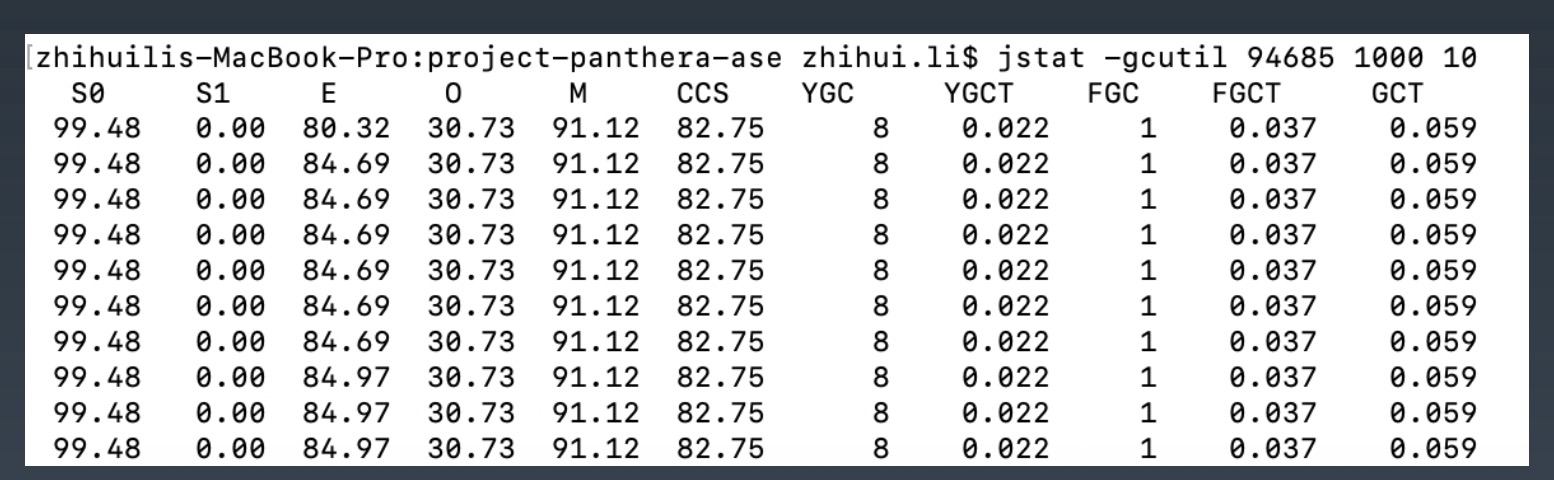 [zhihuilis-MacBook-Pro:project-panthera-ase zhihui.li$ jstat -gcutil 94685 1000 10
S0 S1 E O M CCS YGC YGCT FGC FGCT GCT
99.48 0.00 80.32 30.73 91.12 82.75 8 0.022 1 0.037 0.059
99.48 0.00 84.69 30.73 91.12 82.75 8 0.022 1 0.037 0.059
99.48 0.00 84.69 30.73 91.12 82.75 8 0.022 1 0.037 0.059
99.48 0.00 84.69 30.73 91.12 82.75 8 0.022 1 0.037 0.059
99.48 0.00 84.69 30.73 91.12 82.75 8 0.022 1 0.037 0.059
99.48 0.00 84.69 30.73 91.12 82.75 8 0.022 1 0.037 0.059
99.48 0.00 84.69 30.73 91.12 82.75 8 0.022 1 0.037 0.059
99.48 0.00 84.97 30.73 91.12 82.75 8 0.022 1 0.037 0.059
99.48 0.00 84.97 30.73 91.12 82.75 8 0.022 1 0.037 0.059
99.48 0.00 84.97 30.73 91.12 82.75 8 0.022 1 0.037 0.059